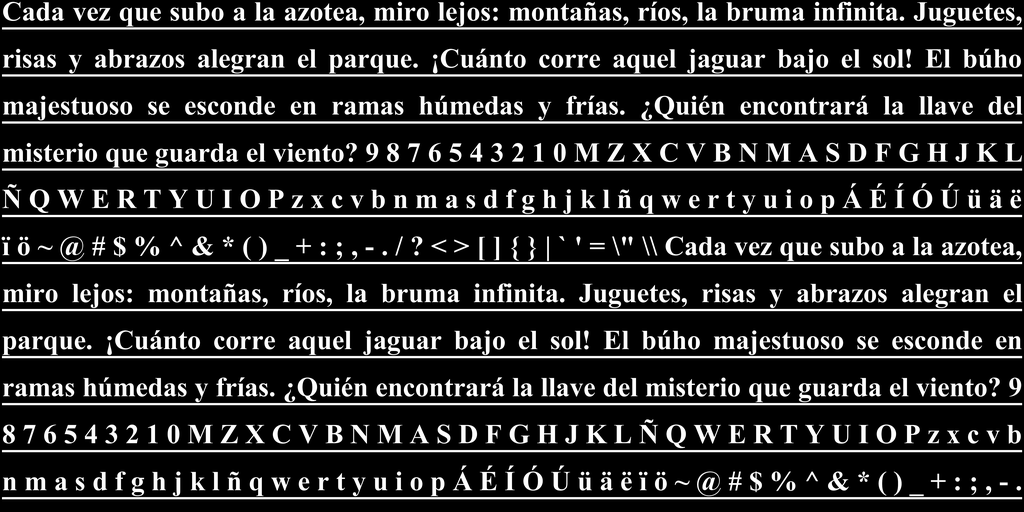 Cada vez que subo a la azotea, miro lejos: montañas, ríos, la bruma infinita. Juguetes,
risas y abrazos alegran el parque. ¡Cuánto corre aquel jaguar bajo el sol! El búho
majestuoso se esconde en ramas húmedas y frías. ¿Quién encontrará la llave del
misterio que guarda el viento? 9 8 7 6 5 4 3 2 1 0 M Z X C V B N M A S D F G H J K L
Ñ Q W E R T Y U I O P z x c v b n m a s d f g h j k l ñ q w e r t y u i o p Á É Í Ó Ú ü ä ë
ï ö ~ @ # $ % ^ & * ( ) _ + : ; , - . / ? < > [ ] { } | ` ' = \" \\ Cada vez que subo a la azotea,
miro lejos: montañas, ríos, la bruma infinita. Juguetes, risas y abrazos alegran el
parque. ¡Cuánto corre aquel jaguar bajo el sol! El búho majestuoso se esconde en
ramas húmedas y frías. ¿Quién encontrará la llave del misterio que guarda el viento? 9
8 7 6 5 4 3 2 1 0 M Z X C V B N M A S D F G H J K L Ñ Q W E R T Y U I O P z x c v b
n m a s d f g h j k l ñ q w e r t y u i o p Á É Í Ó Ú ü ä ë ï ö ~ @ # $ % ^ & * ( ) _ + : ; , - .